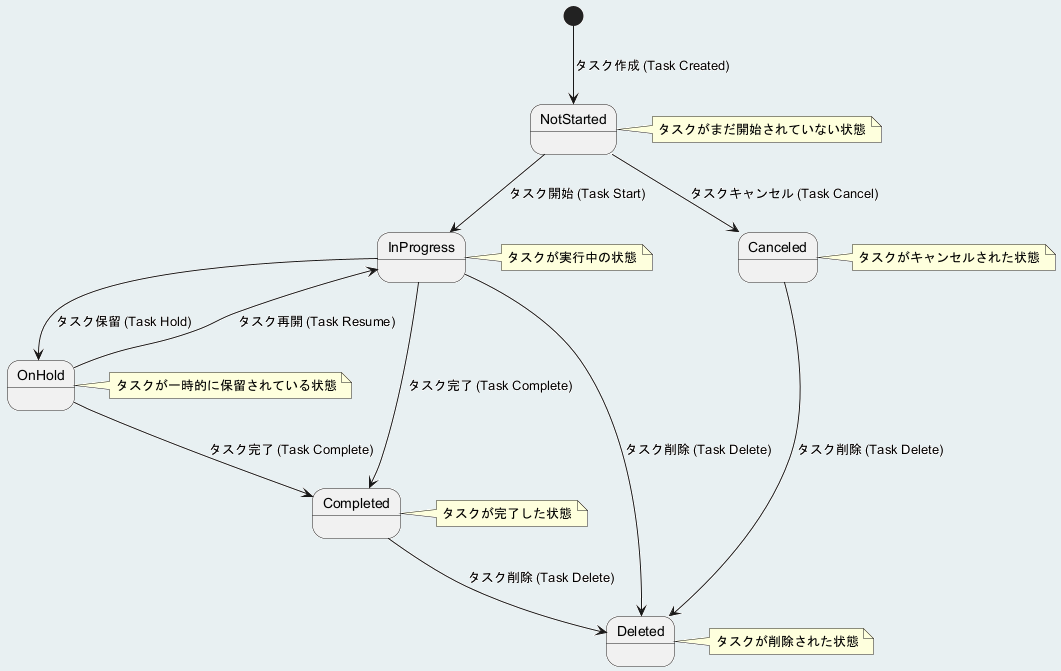 タスク作成 (Task Created)
NotStarted
タスクがまだ開始されていない状態
タスク開始 (Task Start)
タスクキャンセル (Task Cancel)
InProgress
タスクが実行中の状態
Canceled
タスクがキャンセルされた状態
タスク保留 (Task Hold)
タスク再開 (Task Resume)
OnHold
タスクが一時的に保留されている状態
タスク完了 (Task Complete)
タスク完了 (Task Complete)
タスク削除 (Task Delete)
タスク削除 (Task Delete)
Completed
タスクが完了した状態
タスク削除 (Task Delete)
Deleted
タスクが削除された状態